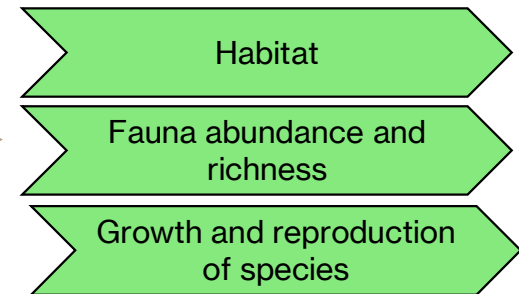 Habitat
Fauna abundance and
richness
Growth and reproduction
of species